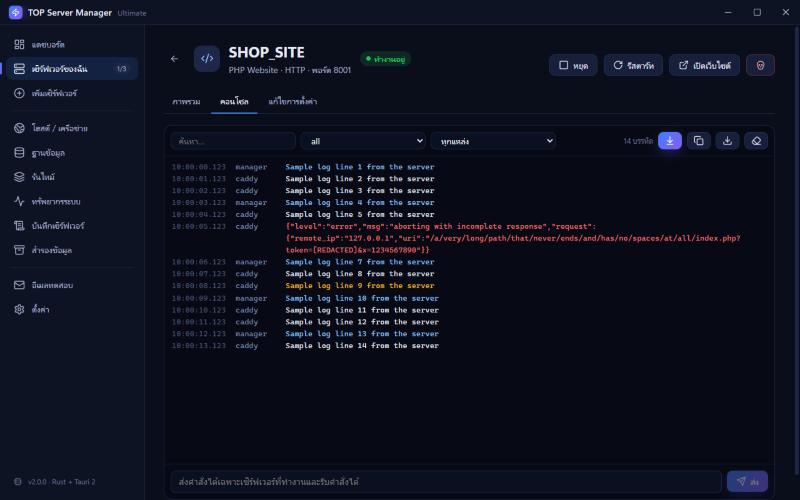 TOP Server Manager Ultimate
แดชบอร์ด
เซิร์ฟเวอร์ของฉัน 1/3
เพิ่มเซิร์ฟเวอร์
โฮสต์ / เครือข่าย
ฐานข้อมูล
รันไทม์
ทรัพยากรระบบ
บันทึกเซิร์ฟเวอร์
สำรองข้อมูล
อีเมลทดสอบ
ตั้งค่า
v2.0.0 · Rust + Tauri 2
SHOP_SITE
ทำงานอยู่
PHP Website · HTTP · พอร์ต 8001
หยุด
รีสตาร์ท
เปิดเว็บไซต์
ภาพรวม
คอนโซล
แก้ไขการตั้งค่า
ค้นหา...
all
ทุกแหล่ง
14 บรรทัด
10:00:00.123 manager Sample log line 1 from the server
10:00:01.123 caddy Sample log line 2 from the server
10:00:02.123 caddy Sample log line 3 from the server
10:00:03.123 manager Sample log line 4 from the server
10:00:04.123 caddy Sample log line 5 from the server
10:00:05.123 caddy {"level":"error","msg":"aborting with incomplete response","request":
{"remote_ip":"127.0.0.1","uri":"/a/very/long/path/that/never/ends/and/has/no/spaces/at/all/index.php?
token=[REDACTED]&x=1234567890"}}
10:00:06.123 manager Sample log line 7 from the server
10:00:07.123 caddy Sample log line 8 from the server
10:00:08.123 caddy Sample log line 9 from the server
10:00:09.123 manager Sample log line 10 from the server
10:00:10.123 caddy Sample log line 11 from the server
10:00:11.123 caddy Sample log line 12 from the server
10:00:12.123 manager Sample log line 13 from the server
10:00:13.123 caddy Sample log line 14 from the server
ส่งคำสั่งได้เฉพาะเซิร์ฟเวอร์ที่ทำงานและรับคำสั่งได้
ส่ง